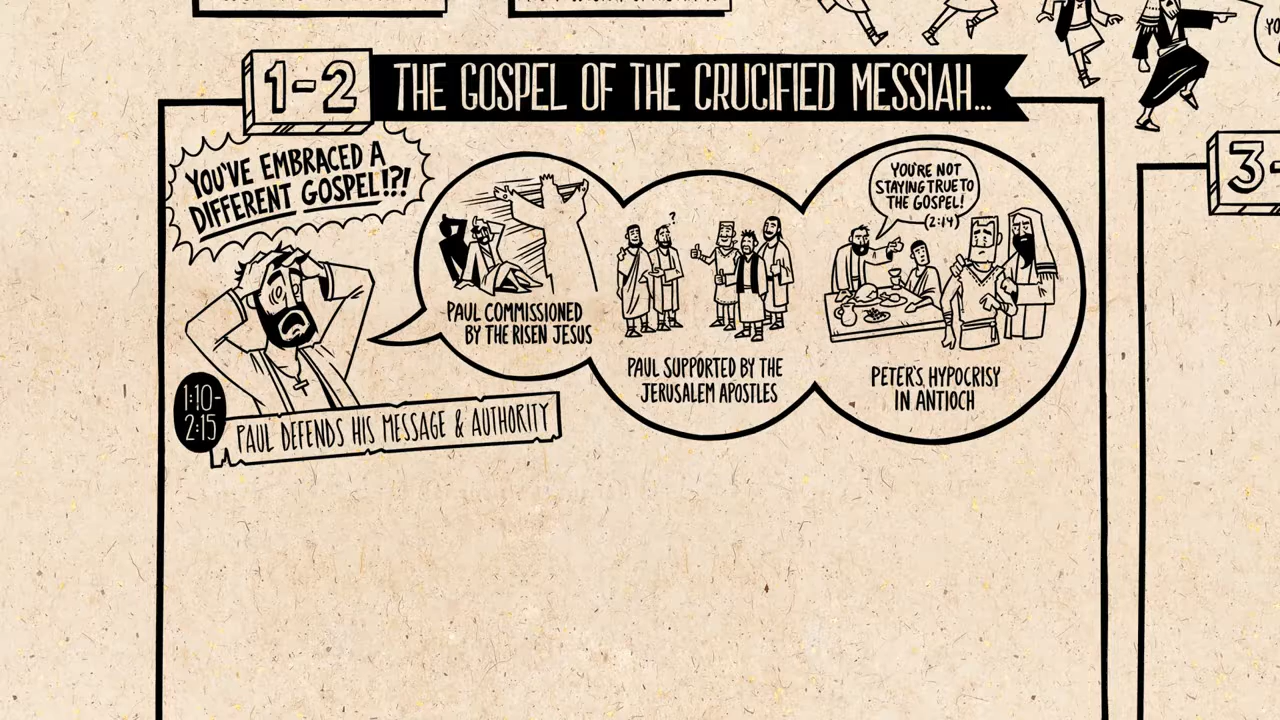 1-2
THE GOSPEL OF THE CRUCIFIED MESSIAH...
YOU'VE EMBRACED A
DIFFERENT GOSPEL!?!
PAUL COMMISSIONED
BY THE RISEN JESUS
?
PAUL SUPPORTED BY THE
JERUSALEM APOSTLES
YOU'RE NOT
STAYING TRUE TO
THE GOSPEL!
(2:14)
PETER'S HYPOCRISY
IN ANTIOCH
1:10-
2:15
PAUL DEFENDS HIS MESSAGE & AUTHORITY
3-